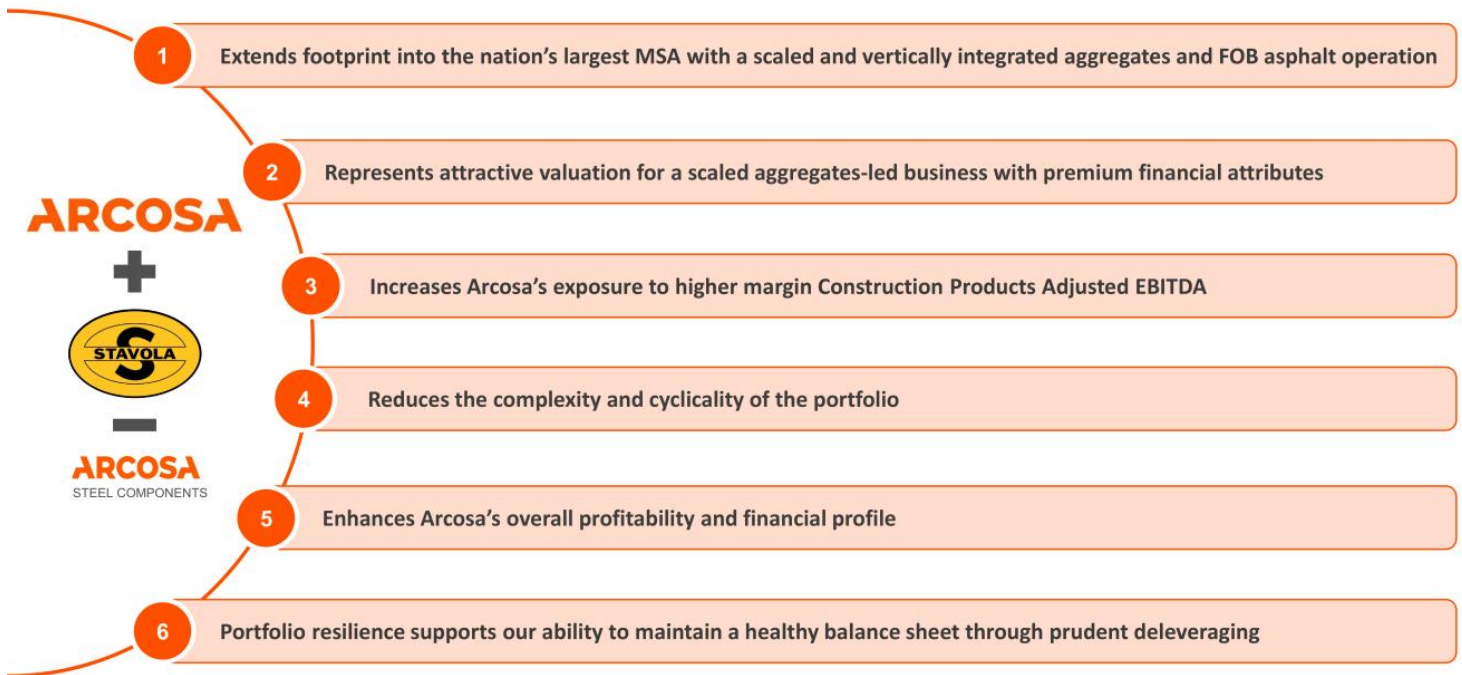 1
Extends footprint into the nation’s largest MSA with a scaled and vertically integrated aggregates and FOB asphalt operation
2
Represents attractive valuation for a scaled aggregates-led business with premium financial attributes
ARCOSA
+
3
Increases Arcosa’s exposure to higher margin Construction Products Adjusted EBITDA
S
STAVOLA
4
Reduces the complexity and cyclicality of the portfolio
−
ARCOSA
STEEL COMPONENTS
5
Enhances Arcosa’s overall profitability and financial profile
6
Portfolio resilience supports our ability to maintain a healthy balance sheet through prudent deleveraging